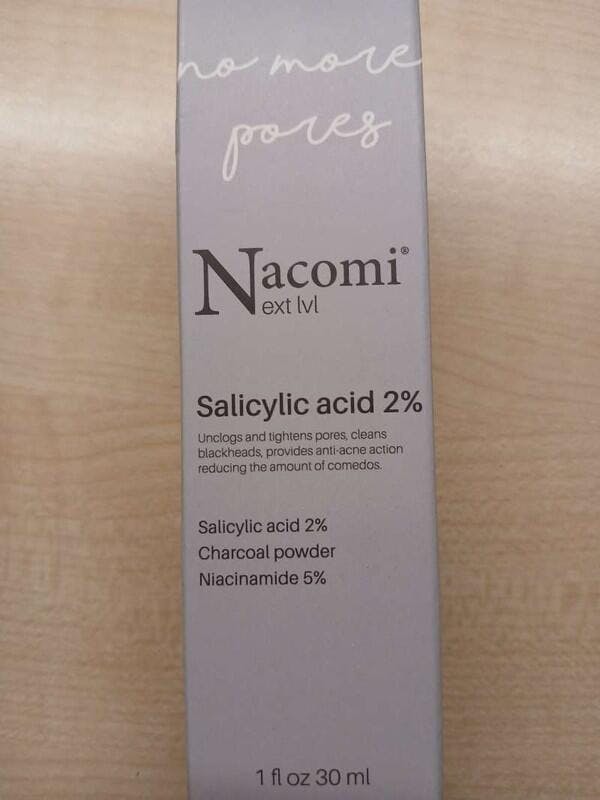 no more
pores
Nacomi®
ext lvl
Salicylic acid 2%
Unclogs and tightens pores, cleans
blackheads, provides anti-acne action
reducing the amount of comedos.
Salicylic acid 2%
Charcoal powder
Niacinamide 5%
1 fl oz 30 ml